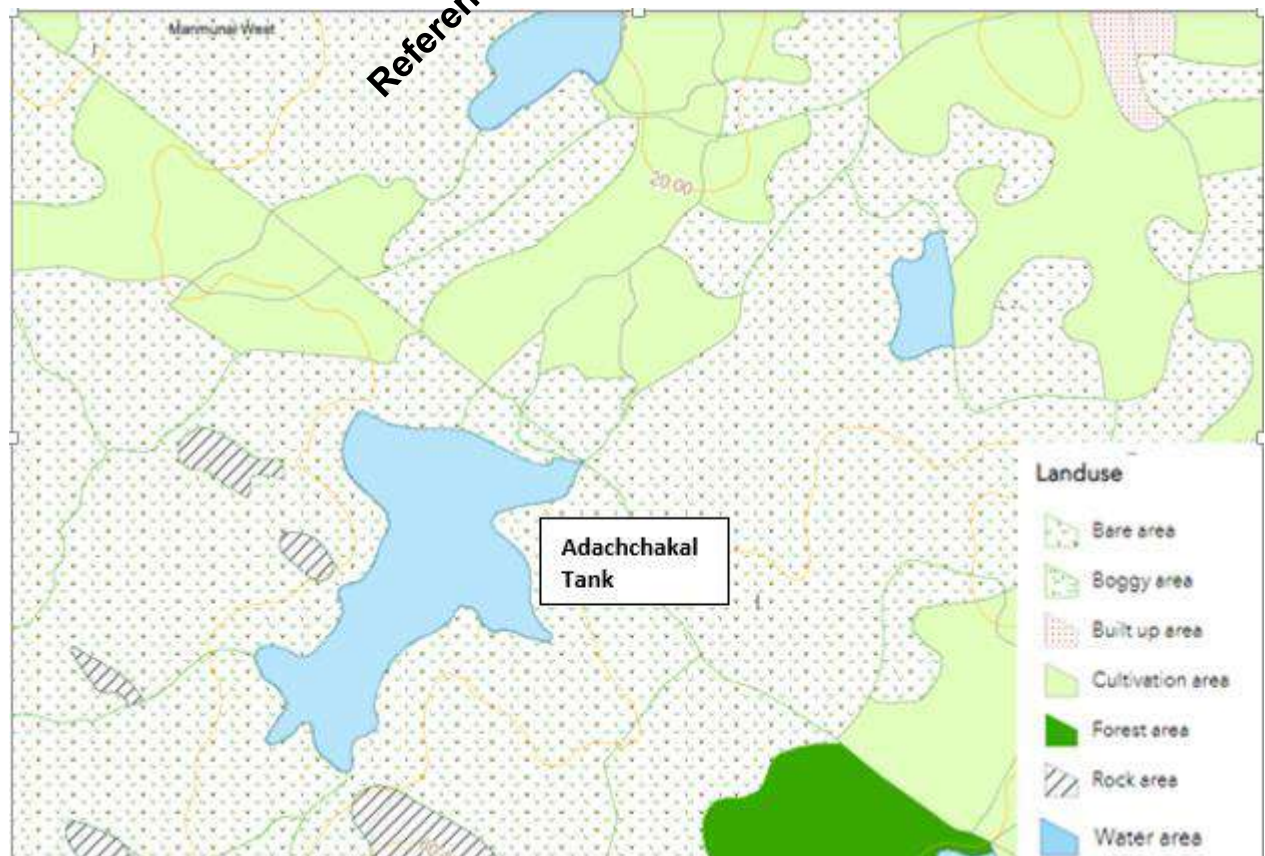 Manmunai West
Referen
20.00
Adachchakal
Tank
Landuse
Bare area
Boggy area
Built up area
Cultivation area
Forest area
Rock area
Water area